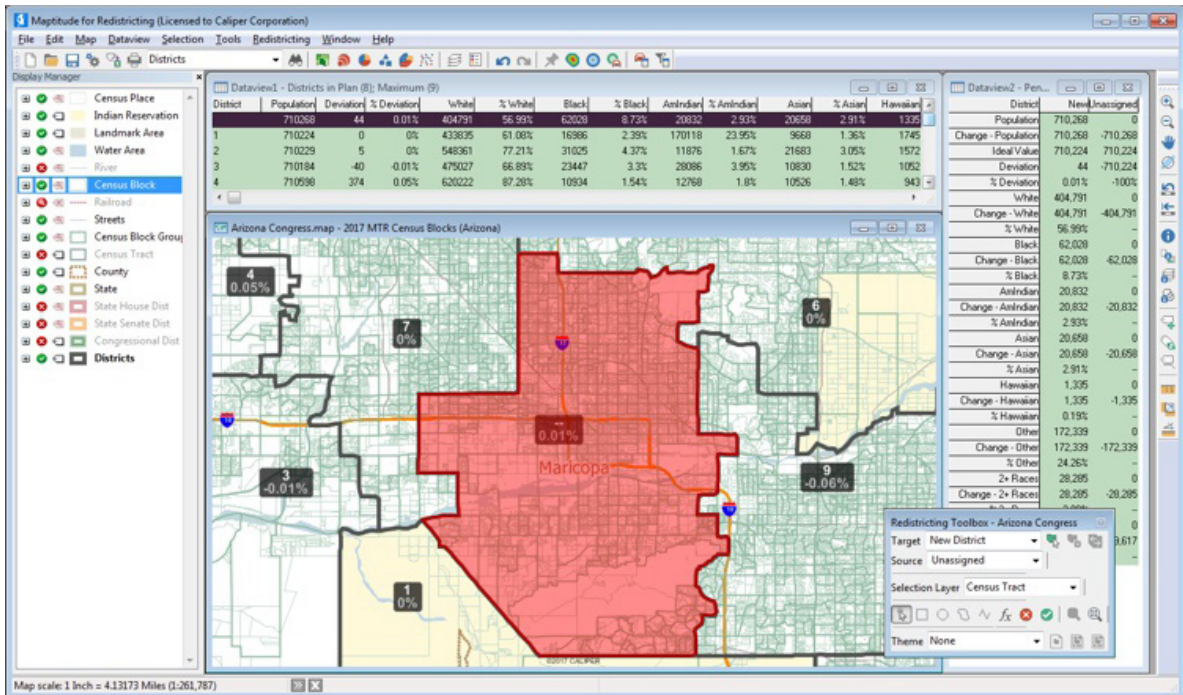 Maptitude for Redistricting (Licensed to Caliper Corporation)
File Edit Map Dataview Selection Tools Redistricting Window Help
Districts
Display Manager
Census Place
Indian Reservation
Landmark Area
Water Area
River
Census Block
Railroad
Streets
Census Block Group
Census Tract
County
State
State House Dist
State Senate Dist
Congressional Dist
Districts
Dataview1 - Districts in Plan (8); Maximum (9)
District Population Deviation % Deviation White % White Black % Black AmIndian % AmIndian Asian % Asian Hawaiian
710268 44 0.01% 404791 56.99% 62028 8.73% 20832 2.93% 20658 2.91% 1335
1 710224 0 0% 433835 61.08% 16986 2.39% 170118 23.95% 9668 1.36% 1745
2 710229 5 0% 548361 77.21% 31025 4.37% 11876 1.67% 21683 3.05% 1572
3 710184 -40 -0.01% 475027 66.89% 23447 3.3% 28086 3.95% 10830 1.52% 1052
4 710598 374 0.05% 620222 87.28% 10934 1.54% 12768 1.8% 10526 1.48% 943
Arizona Congress.map - 2017 MTR Census Blocks (Arizona)
4
0.05%
7
0%
6
0%
17
10
--
0.01%
Maricopa
3
-0.01%
9
-0.06%
10
1
0%
©2017 CALIPER
Dataview2 - Pen...
District New Unassigned
Population 710,268 0
Change - Population 710,268 -710,268
Ideal Value 710,224 710,224
Deviation 44 -710,224
% Deviation 0.01% -100%
White 404,791 0
Change - White 404,791 -404,791
% White 56.99% --
Black 62,028 0
Change - Black 62,028 -62,028
% Black 8.73% --
AmIndian 20,832 0
Change - AmIndian 20,832 -20,832
% AmIndian 2.93% --
Asian 20,658 0
Change - Asian 20,658 -20,658
% Asian 2.91% --
Hawaiian 1,335 0
Change - Hawaiian 1,335 -1,335
% Hawaiian 0.19% --
Other 172,339 0
Change - Other 172,339 -172,339
% Other 24.26% --
2+ Races 28,285 0
Change - 2+ Races 28,285 -28,285
0
9,617
Redistricting Toolbox - Arizona Congress
Target New District
Source Unassigned
Selection Layer Census Tract
fx
Theme None
Map scale: 1 Inch = 4.13173 Miles (1:261,787)